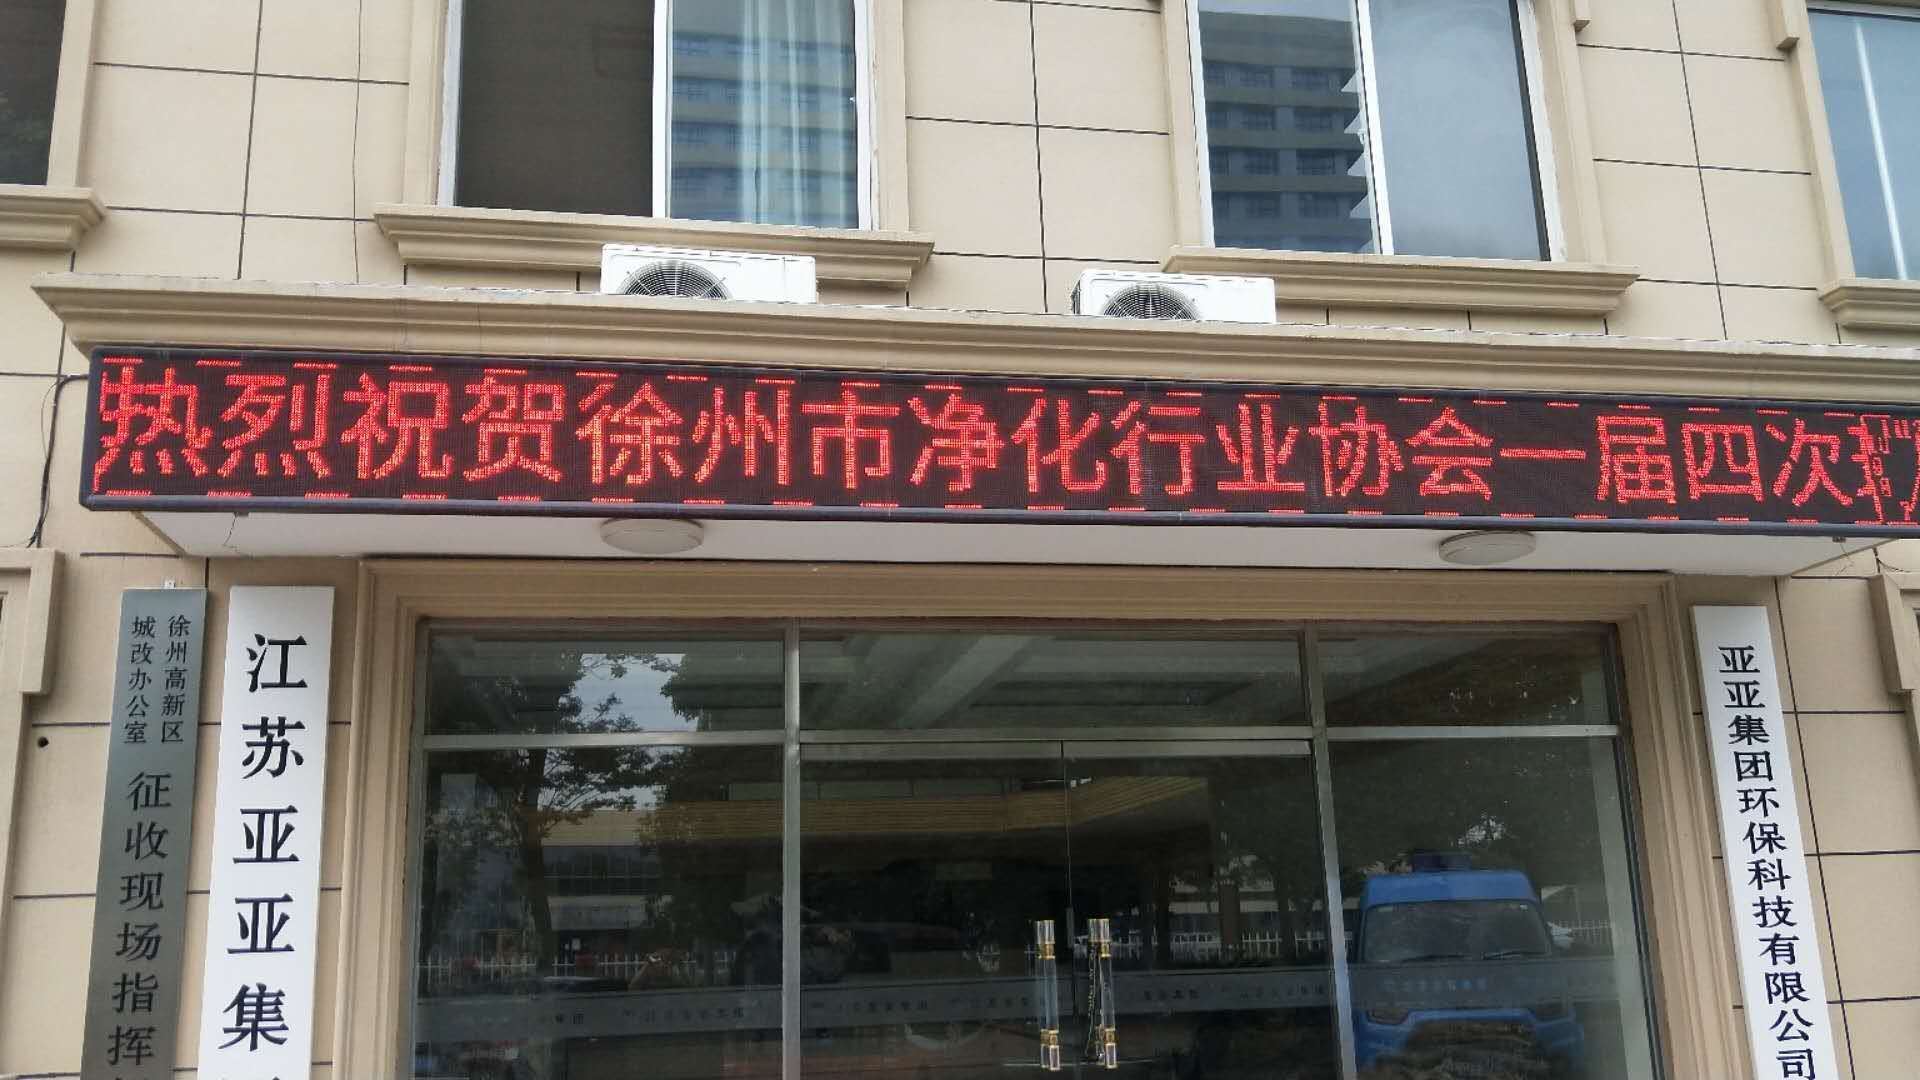 热烈祝贺徐州市净化行业协会一届四次
徐州高新区
城改办公室
征收现场指挥
江苏亚亚集
亚亚集团环保科技有限公司